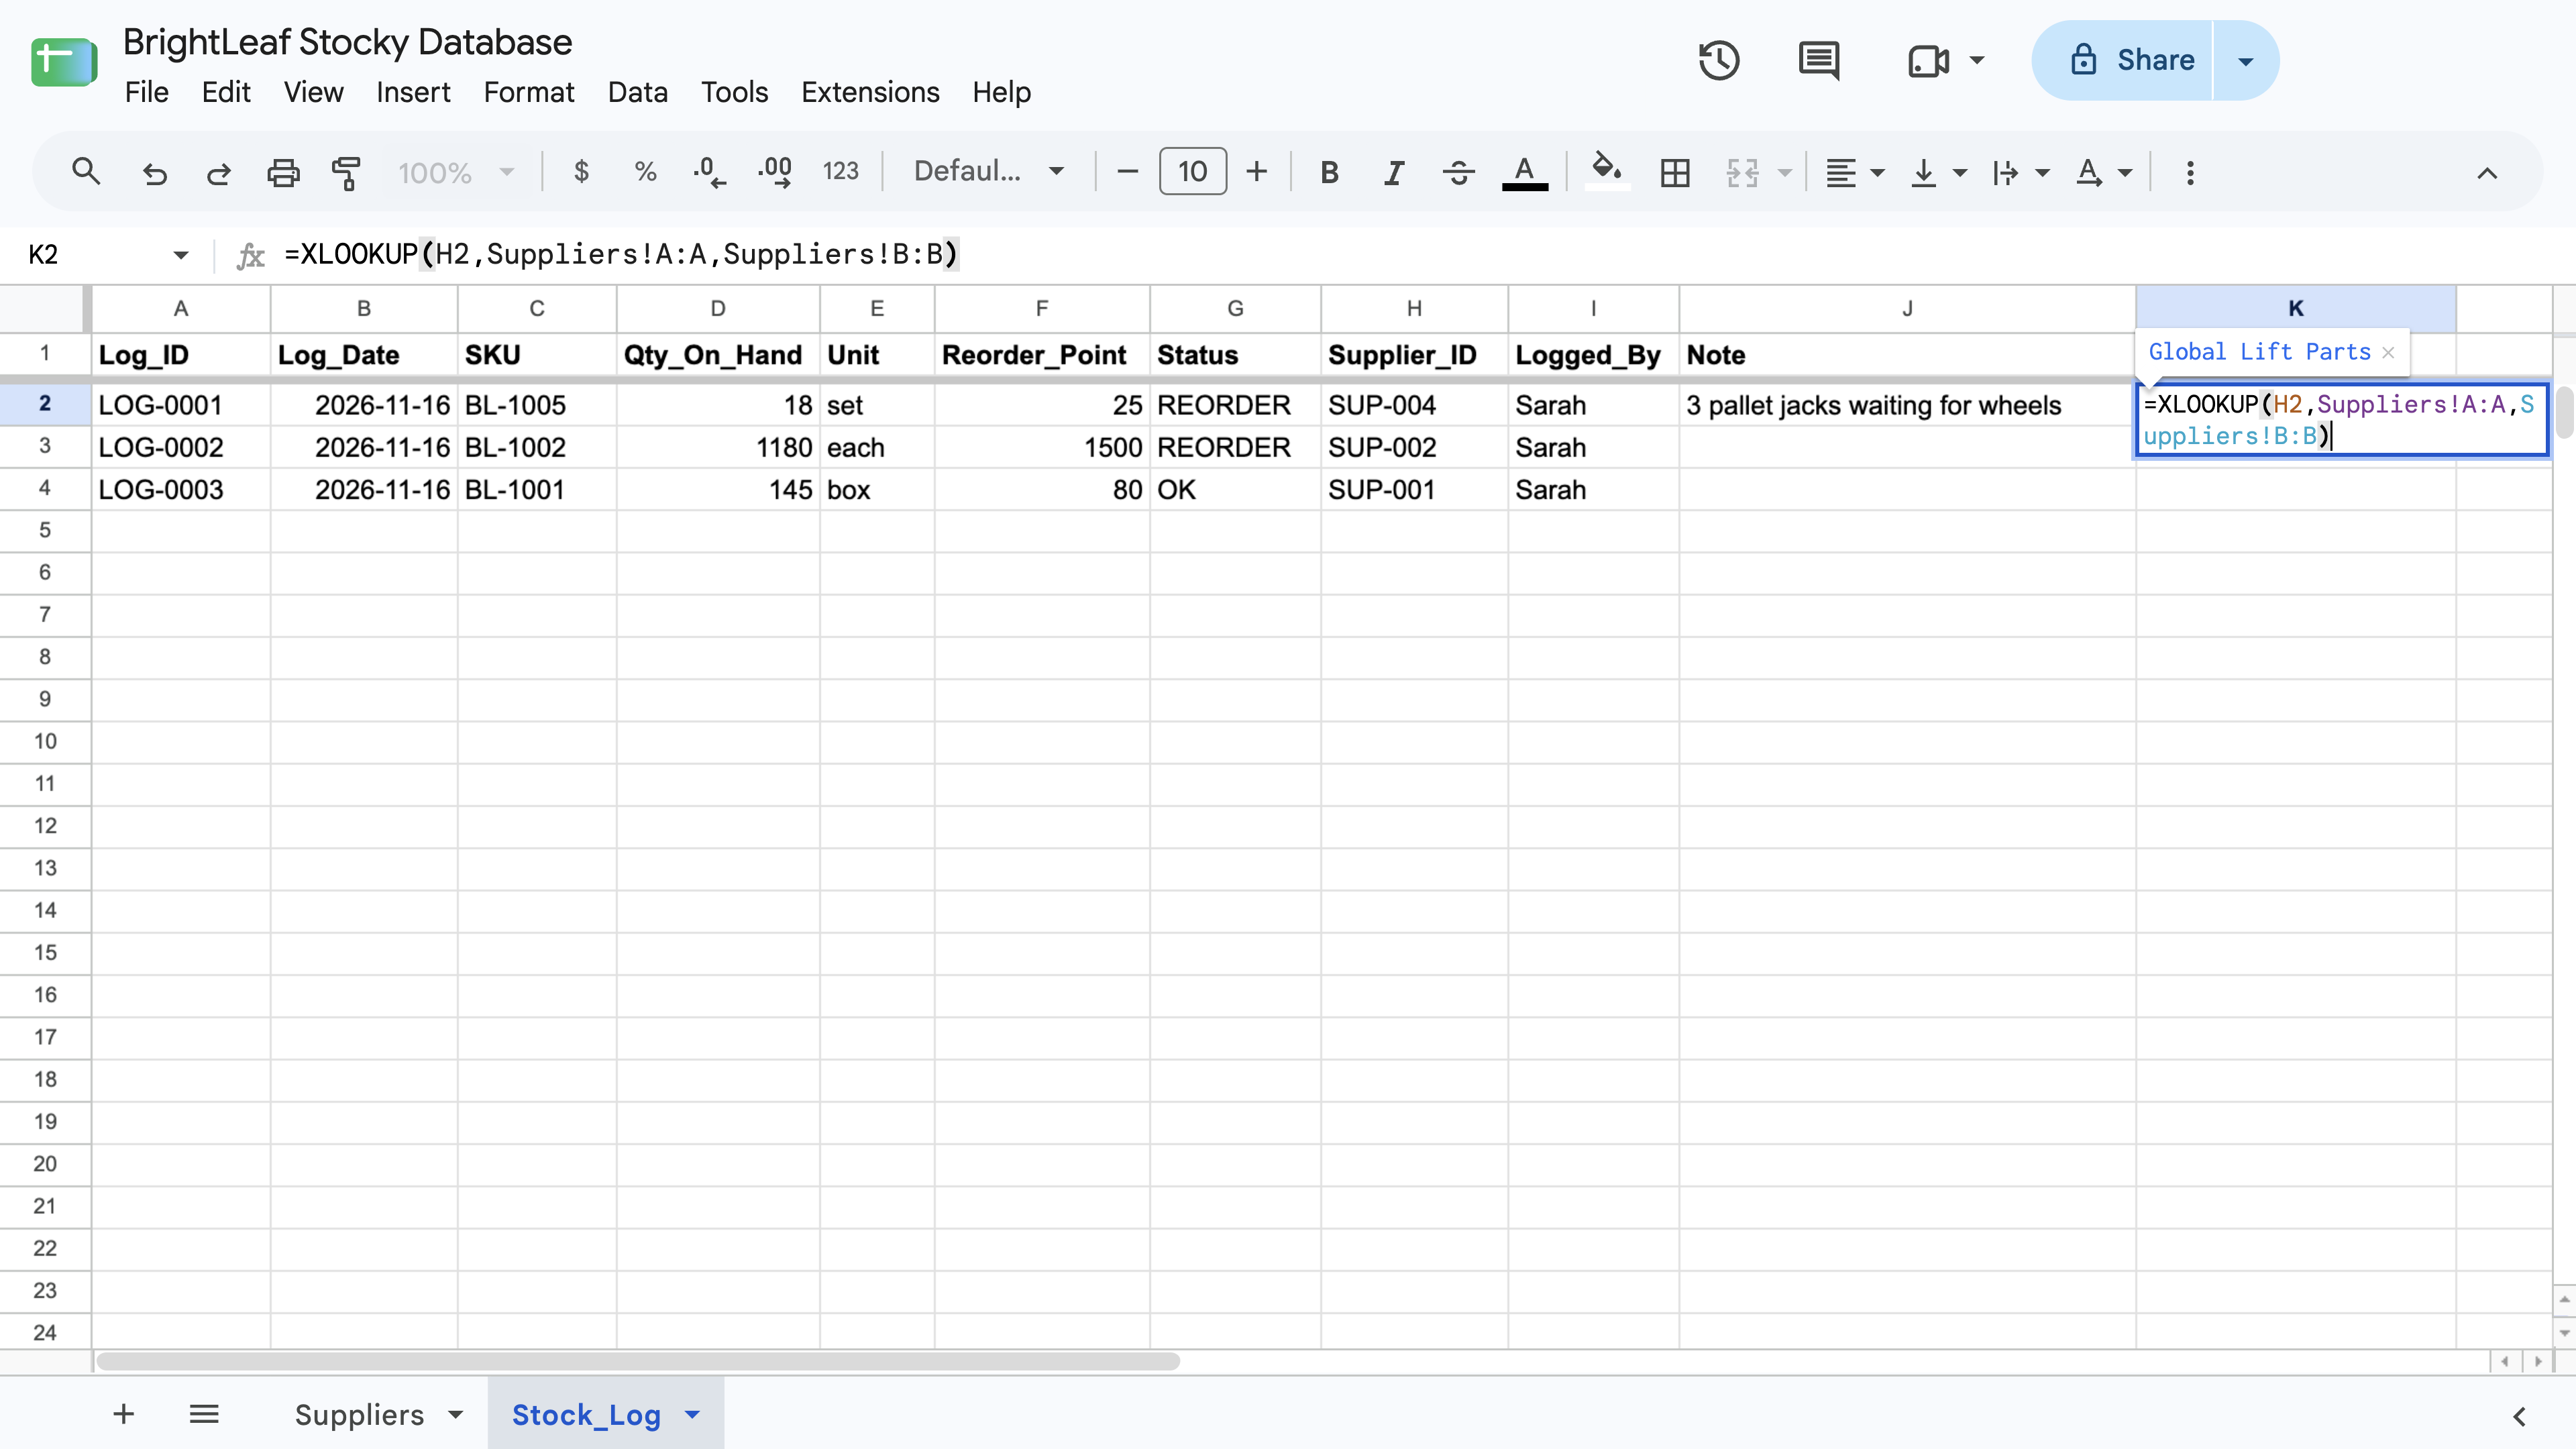 BrightLeaf Stocky Database
File Edit View Insert Format Data Tools Extensions Help
Share
100% $ % .0 .00 123 Defaul... 10 B I S A A
K2 fx =XLOOKUP(H2,Suppliers!A:A,Suppliers!B:B)
A B C D E F G H I J K
1 Log_ID Log_Date SKU Qty_On_Hand Unit Reorder_Point Status Supplier_ID Logged_By Note Global Lift Parts ×
2 LOG-0001 2026-11-16 BL-1005 18 set 25 REORDER SUP-004 Sarah 3 pallet jacks waiting for wheels =XLOOKUP(H2,Suppliers!A:A,S
uppliers!B:B)
3 LOG-0002 2026-11-16 BL-1002 1180 each 1500 REORDER SUP-002 Sarah
4 LOG-0003 2026-11-16 BL-1001 145 box 80 OK SUP-001 Sarah
5
6
7
8
9
10
11
12
13
14
15
16
17
18
19
20
21
22
23
24
Suppliers Stock_Log